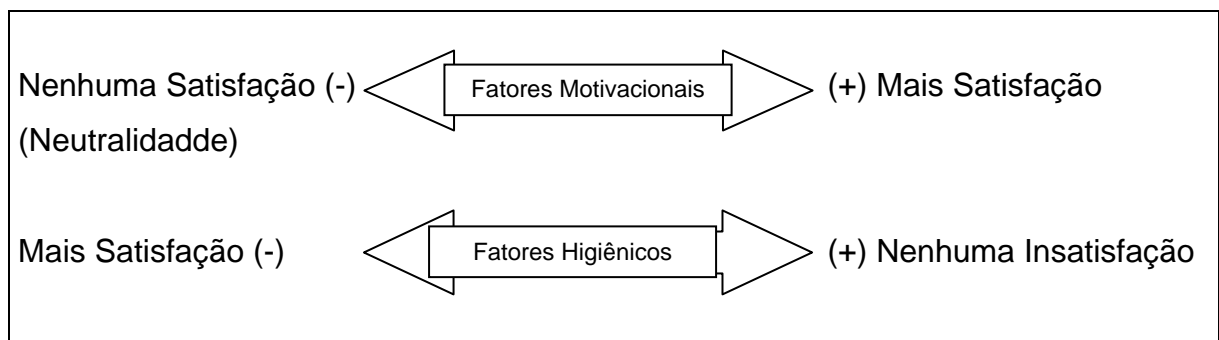 Nenhuma Satisfação (-) Fatores Motivacionais (+) Mais Satisfação
(Neutralidadde)
Mais Satisfação (-) Fatores Higiênicos (+) Nenhuma Insatisfação